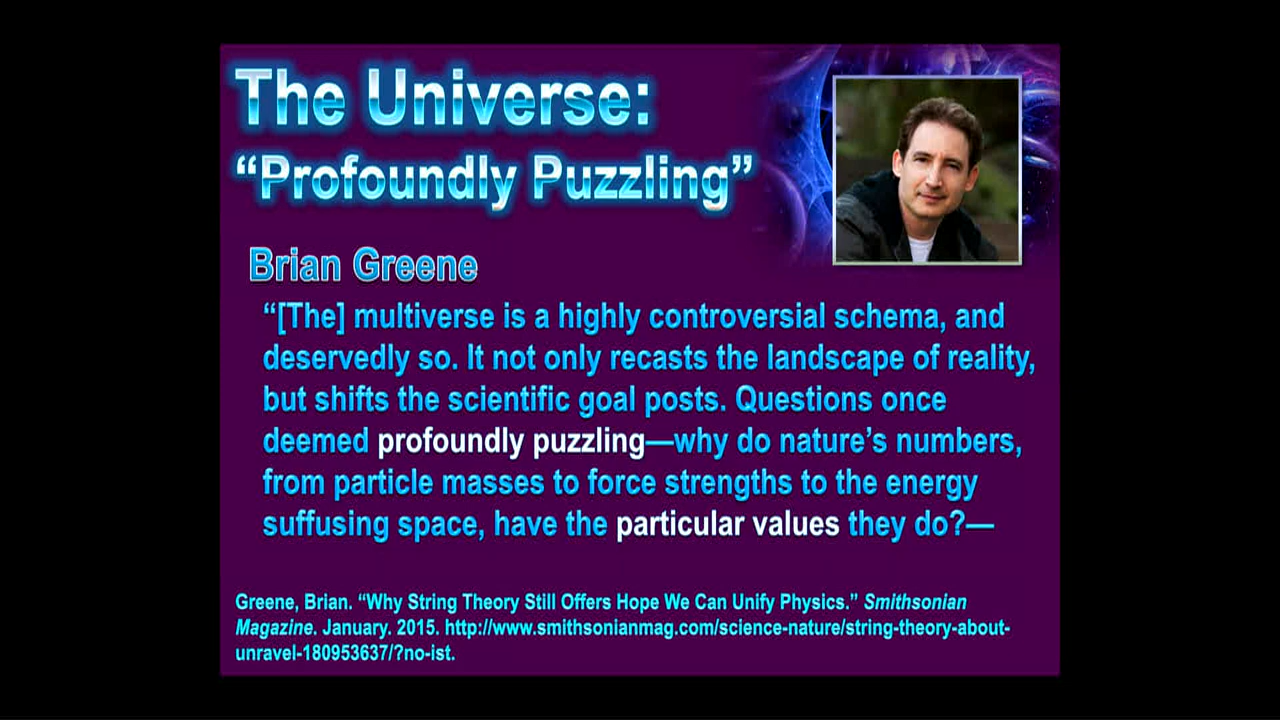 The Universe:
“Profoundly Puzzling”
Brian Greene
“[The] multiverse is a highly controversial schema, and
deservedly so. It not only recasts the landscape of reality,
but shifts the scientific goal posts. Questions once
deemed profoundly puzzling—why do nature’s numbers,
from particle masses to force strengths to the energy
suffusing space, have the particular values they do?—
Greene, Brian. “Why String Theory Still Offers Hope We Can Unify Physics.” Smithsonian
Magazine. January. 2015. http://www.smithsonianmag.com/science-nature/string-theory-about-
unravel-180953637/?no-ist.